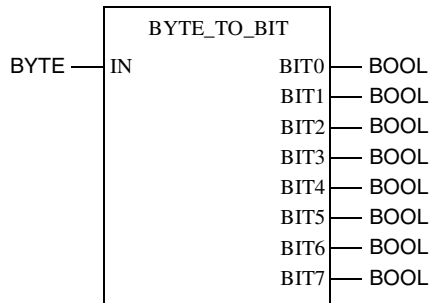 BYTE_TO_BIT
BYTE IN BIT0 BOOL
BIT1 BOOL
BIT2 BOOL
BIT3 BOOL
BIT4 BOOL
BIT5 BOOL
BIT6 BOOL
BIT7 BOOL